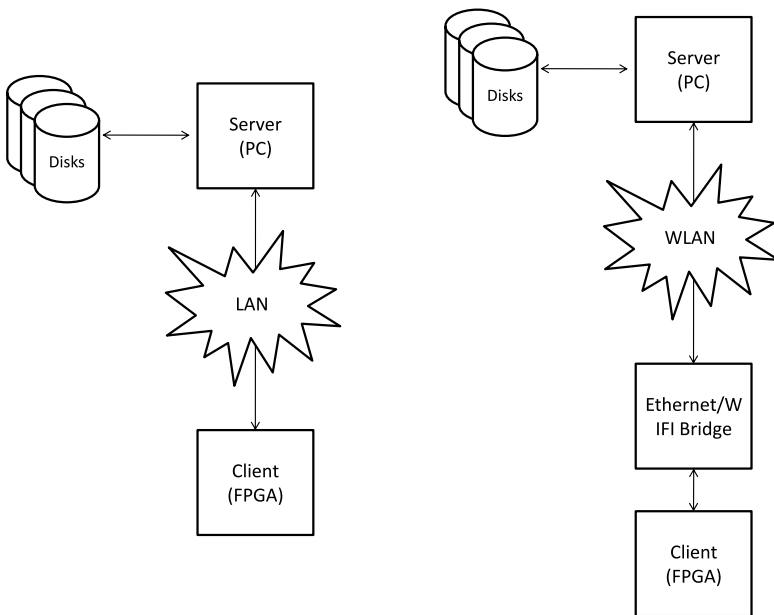 Disks
Server
(PC)
LAN
Client
(FPGA)
Disks
Server
(PC)
WLAN
Ethernet/W
IFI Bridge
Client
(FPGA)